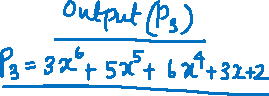 Output(P₃)
P₃ = 3x⁶ + 5x⁵ + 6x⁴ + 3x + 2